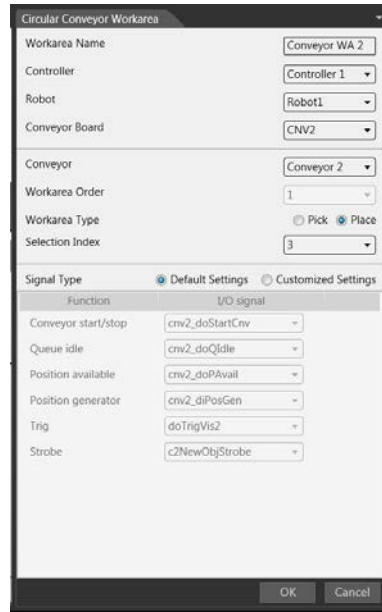 Circular Conveyor Workarea
Workarea Name Conveyor WA 2
Controller Controller 1
Robot Robot1
Conveyor Board CNV2
Conveyor Conveyor 2
Workarea Order 1
Workarea Type Pick Place
Selection Index 3
Signal Type Default Settings Customized Settings
Function I/O signal
Conveyor start/stop cnv2_doStartCnv
Queue idle cnv2_doQIdle
Position available cnv2_doPAvail
Position generator cnv2_diPosGen
Trig doTrigVis2
Strobe c2NewObjStrobe
OK Cancel